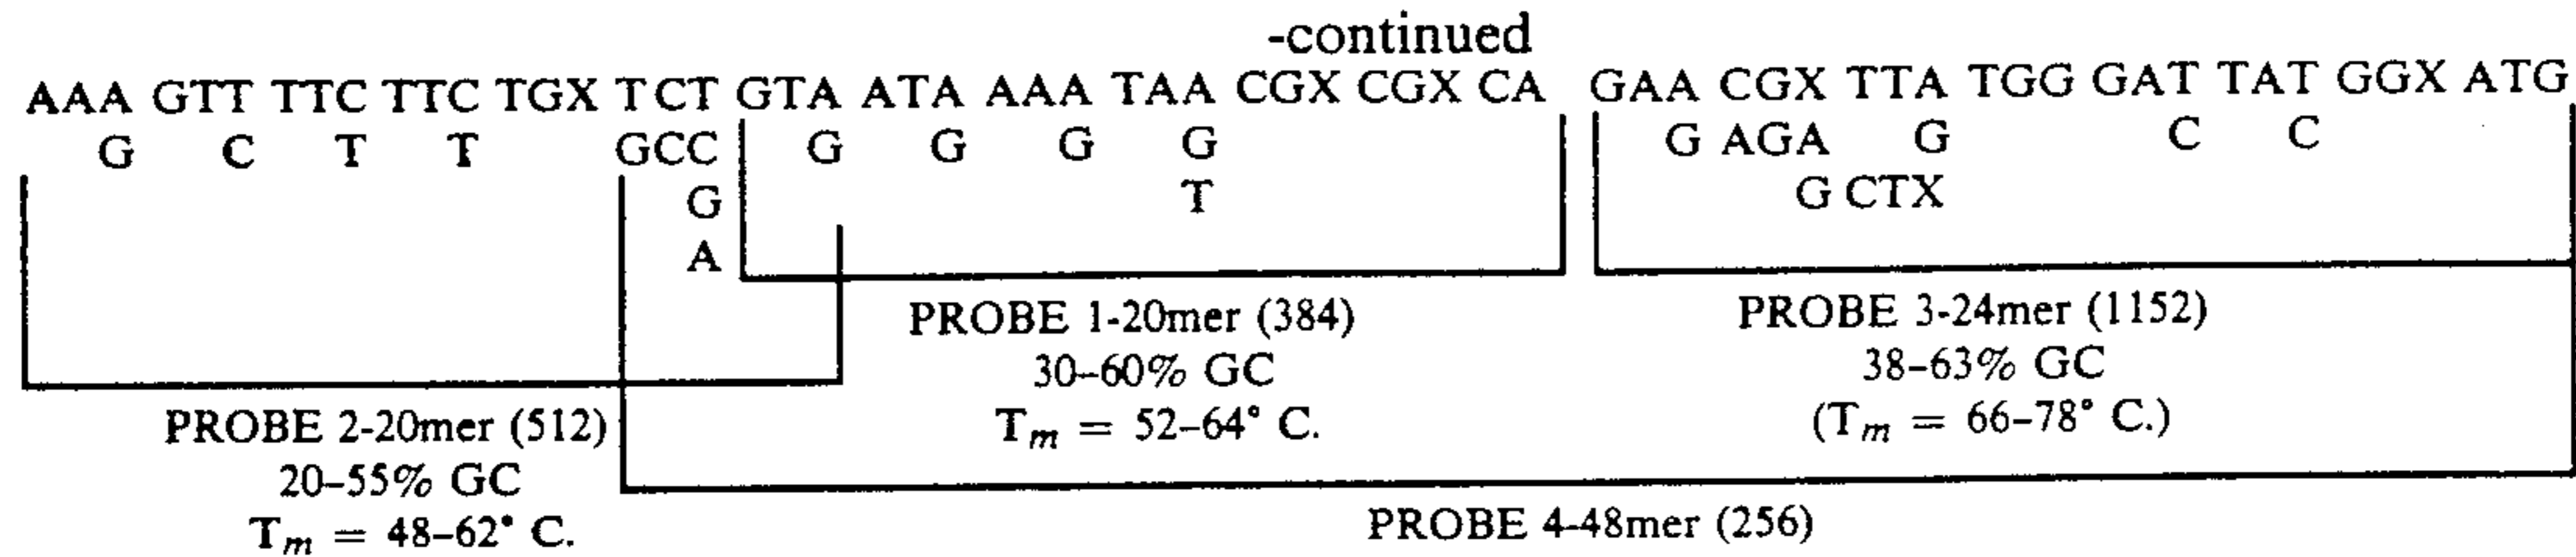 -continued
AAA GTT TTC TTC TGX TCT GTA ATA AAA TAA CGX CGX CA GAA CGX TTA TGG GAT TAT GGX ATG
G C T T GCC G G G G G AGA G C C
G T G CTX
A
PROBE 1-20mer (384)
30–60% GC
Tm = 52–64° C.
PROBE 3-24mer (1152)
38–63% GC
(Tm = 66–78° C.)
PROBE 2-20mer (512)
20–55% GC
Tm = 48–62° C.
PROBE 4-48mer (256)